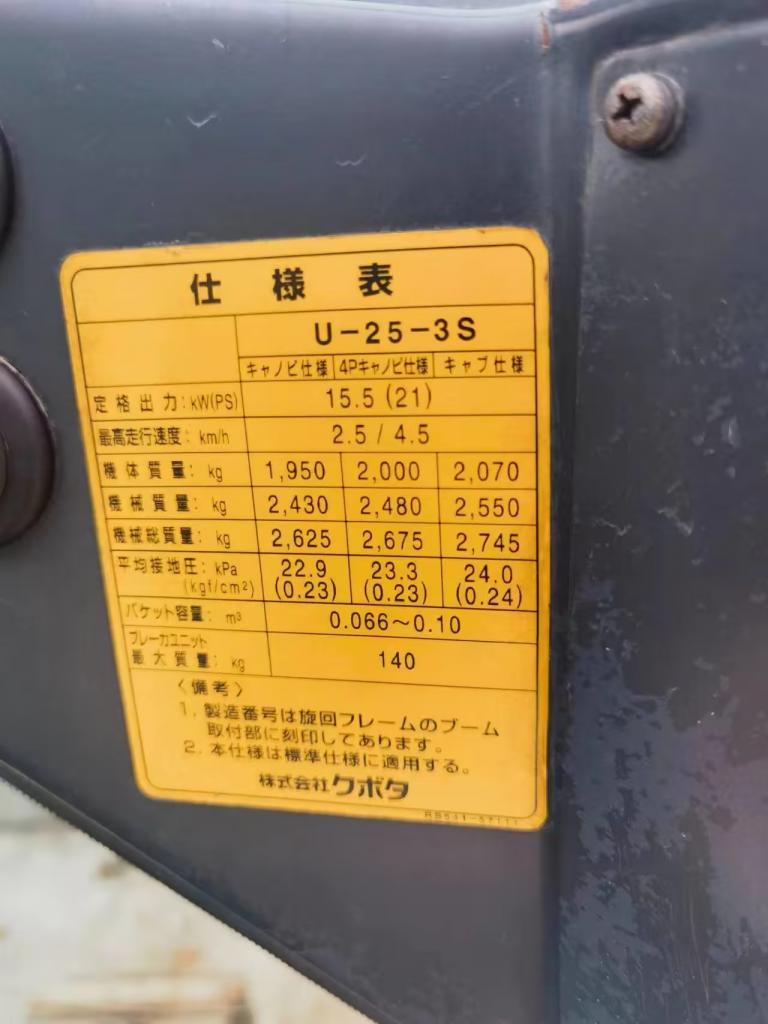 仕様表
U-25-3S
キャノピ仕様 4Pキャノピ仕様 キャブ仕様
定格出力:kW(PS) 15.5(21)
最高走行速度:km/h 2.5/4.5
機体質量:kg 1,950 2,000 2,070
機械質量:kg 2,430 2,480 2,550
機械総質量:kg 2,625 2,675 2,745
平均接地圧:kPa 22.9 23.3 24.0
(kgf/cm²) (0.23) (0.23) (0.24)
バケット容量:m³ 0.066〜0.10
ブレーカユニット
最大質量:kg 140
〈備考〉
1. 製造番号は旋回フレームのブーム
取付部に刻印してあります。
2. 本仕様は標準仕様に適用する。
株式会社クボタ